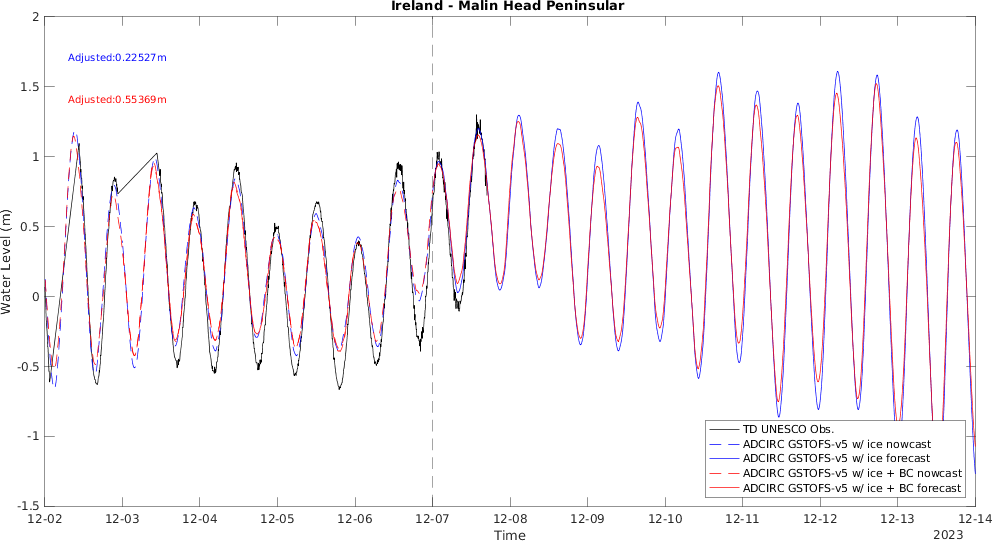 Ireland - Malin Head Peninsular
2
1.5
1
0.5
0
-0.5
-1
-1.5
Water Level (m)
Adjusted:0.22527m
Adjusted:0.55369m
TD UNESCO Obs.
ADCIRC GSTOFS-v5 w/ ice nowcast
ADCIRC GSTOFS-v5 w/ ice forecast
ADCIRC GSTOFS-v5 w/ ice + BC nowcast
ADCIRC GSTOFS-v5 w/ ice + BC forecast
12-02 12-03 12-04 12-05 12-06 12-07 12-08 12-09 12-10 12-11 12-12 12-13 12-14
Time
2023